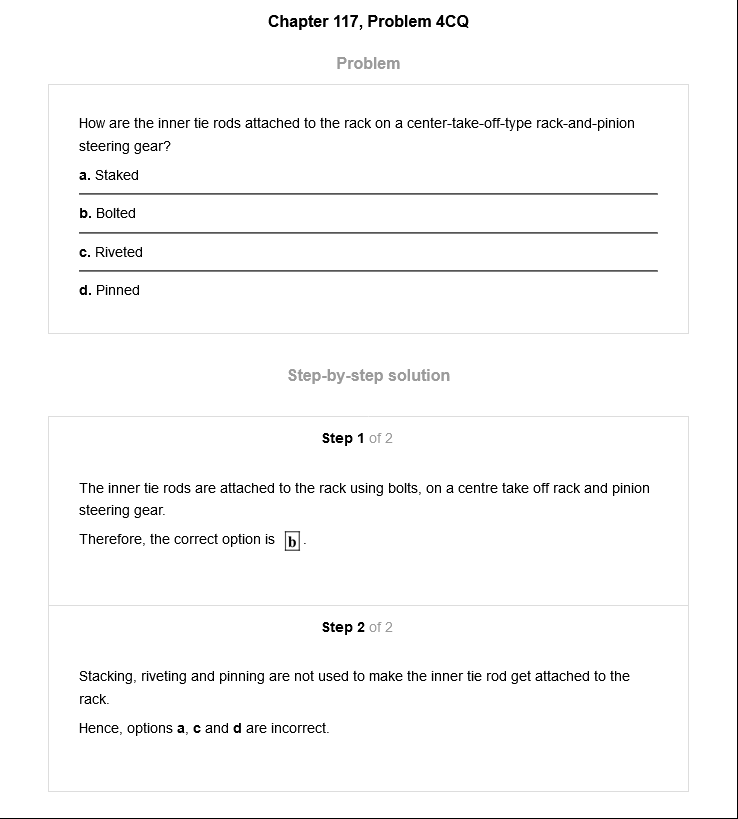 Chapter 117, Problem 4CQ
Problem
How are the inner tie rods attached to the rack on a center-take-off-type rack-and-pinion
steering gear?
a. Staked
b. Bolted
c. Riveted
d. Pinned
Step-by-step solution
Step 1 of 2
The inner tie rods are attached to the rack using bolts, on a centre take off rack and pinion
steering gear.
Therefore, the correct option is b.
Step 2 of 2
Stacking, riveting and pinning are not used to make the inner tie rod get attached to the
rack.
Hence, options a, c and d are incorrect.